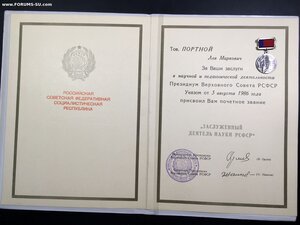 www.FORUMS-SU.com
РОССИЙСКАЯ
СОВЕТСКАЯ ФЕДЕРАТИВНАЯ
СОЦИАЛИСТИЧЕСКАЯ
РЕСПУБЛИКА
Тов. ПОРТНОЙ
Лев Маркович
За Ваши заслуги
в научной и педагогической деятельности
Президиум Верховного Совета РСФСР
Указом от 5 августа 1986 года
присвоил Вам почетное звание
"ЗАСЛУЖЕННЫЙ
ДЕЯТЕЛЬ НАУКИ РСФСР"